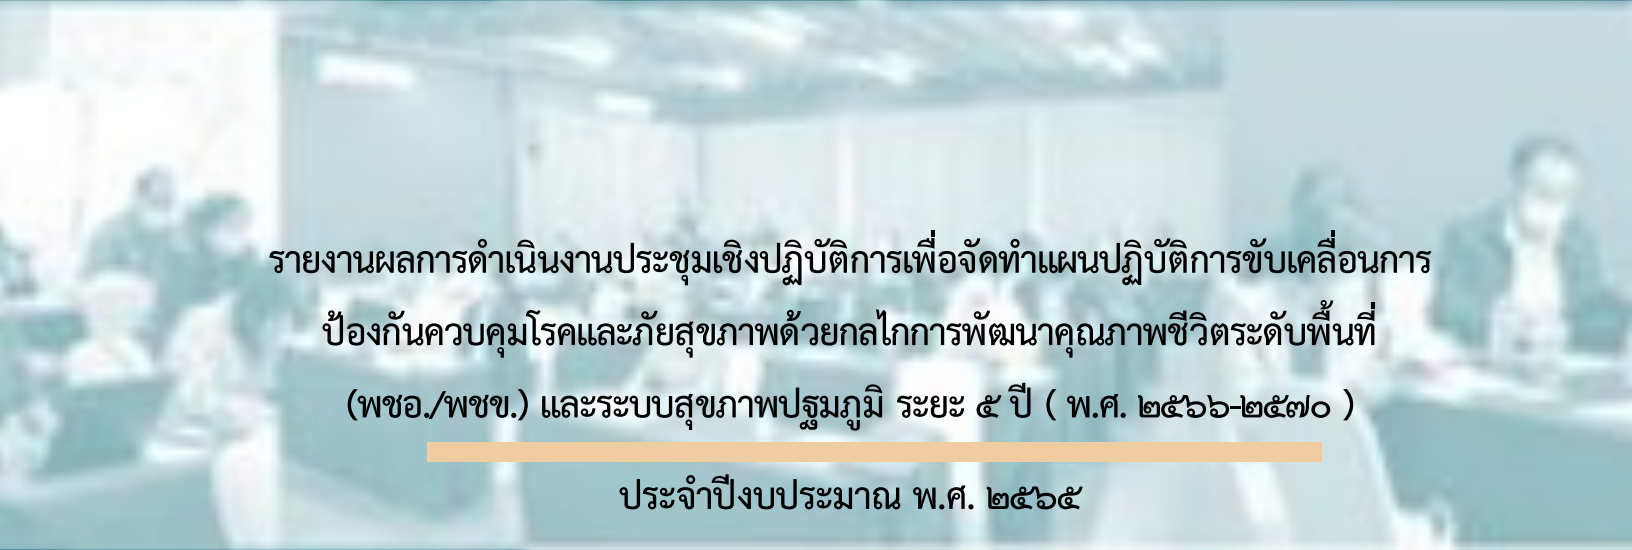 รายงานผลการดำเนินงานประชุมเชิงปฏิบัติการเพื่อจัดทำแผนปฏิบัติการขับเคลื่อนการ
ป้องกันควบคุมโรคและภัยสุขภาพด้วยกลไกการพัฒนาคุณภาพชีวิตระดับพื้นที่
(พชอ./พชข.) และระบบสุขภาพปฐมภูมิ ระยะ ๕ ปี ( พ.ศ. ๒๕๖๖-๒๕๗๐ )
ประจำปีงบประมาณ พ.ศ. ๒๕๖๕